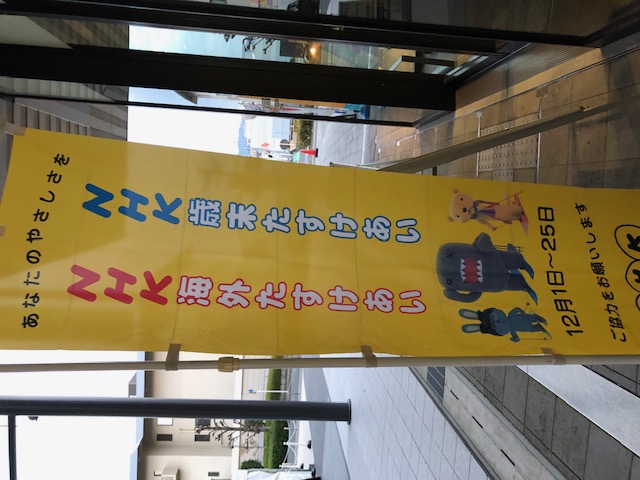 あなたのやさしさを
NHK歳末たすけあい
NHK海外たすけあい
12月1日～25日
ご協力をお願いします
NHK